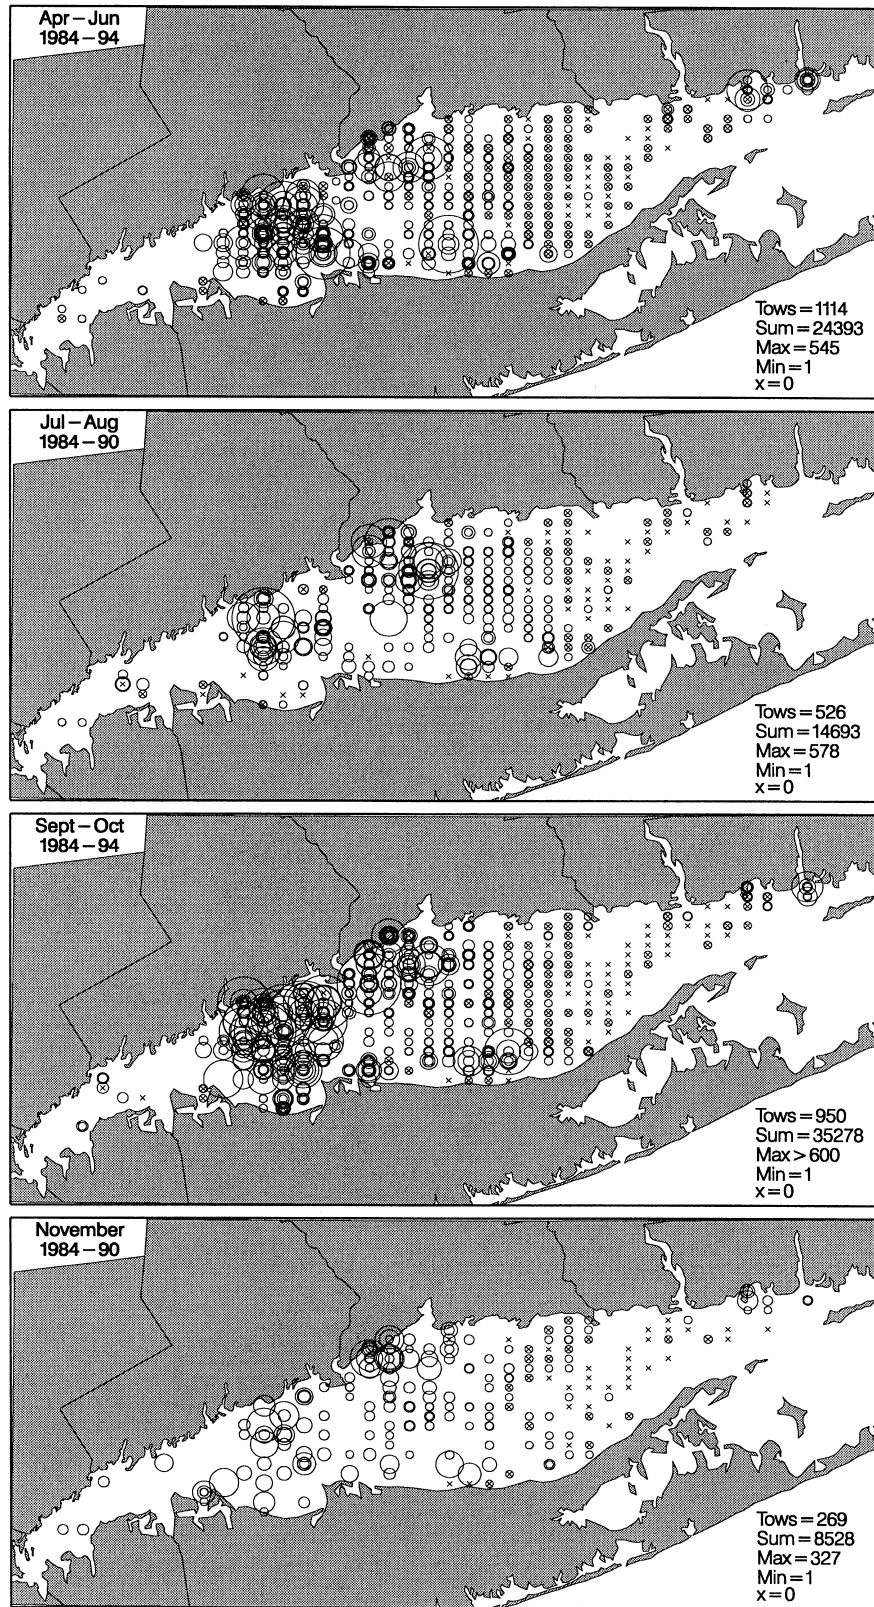 Apr – Jun
1984 – 94
Tows = 1114
Sum = 24393
Max = 545
Min = 1
x = 0
Jul – Aug
1984 – 90
Tows = 526
Sum = 14693
Max = 578
Min = 1
x = 0
Sept – Oct
1984 – 94
Tows = 950
Sum = 35278
Max > 600
Min = 1
x = 0
November
1984 – 90
Tows = 269
Sum = 8528
Max = 327
Min = 1
x = 0